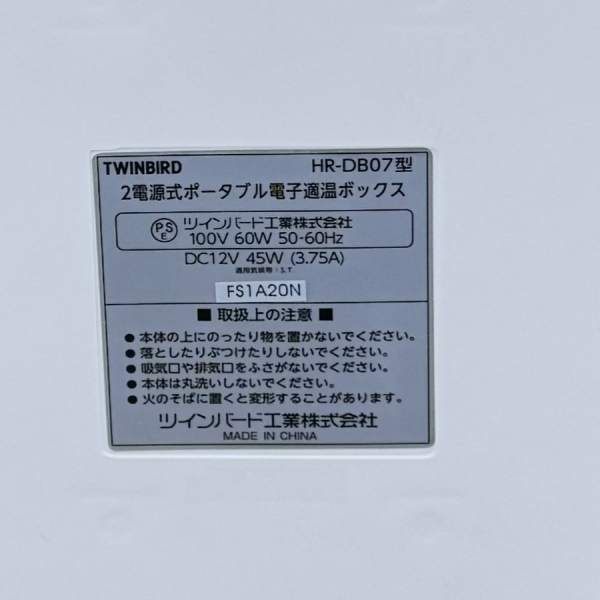 TWINBIRD HR-DB07型
2電源式ポータブル電子適温ボックス
PSE ツインバード工業株式会社
100V 60W 50-60Hz
DC12V 45W (3.75A)
適用気候帯：S.T.
FS1A20N
■ 取扱上の注意 ■
● 本体の上にのったり物を置かないでください。
● 落としたりぶつけたりしないでください。
● 吸気口や排気口をふさがないでください。
● 本体は丸洗いしないでください。
● 火のそばに置くと変形することがあります。
ツインバード工業株式会社
MADE IN CHINA